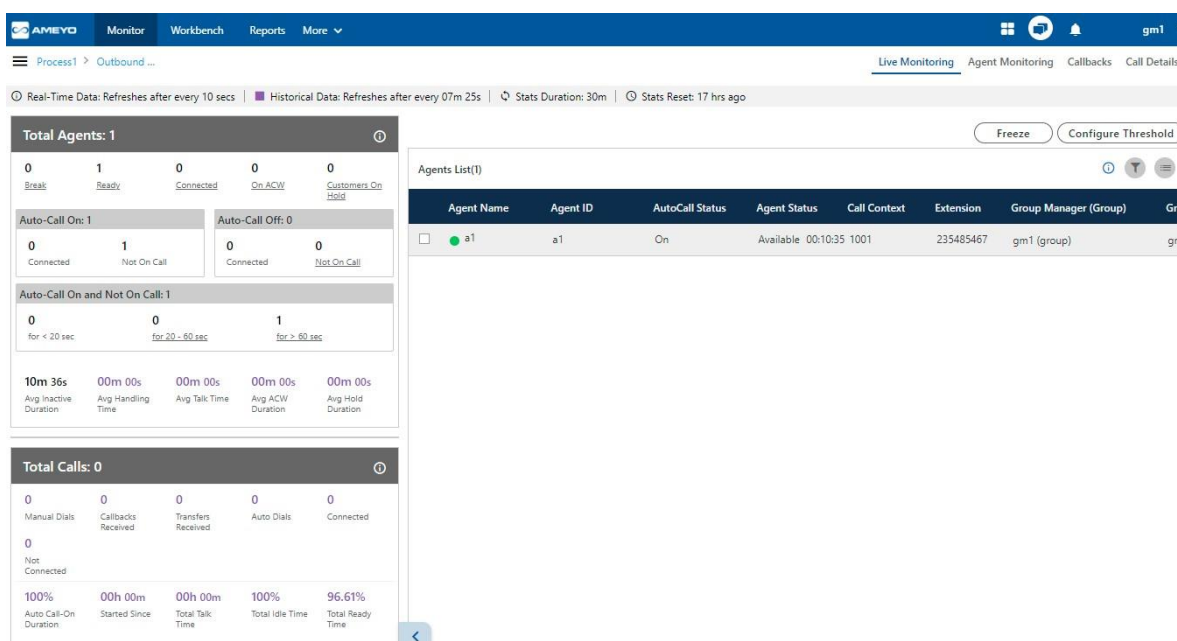 AMEYO Monitor Workbench Reports More gm1
Process1 > Outbound ... Live Monitoring Agent Monitoring Callbacks Call Details
Real-Time Data: Refreshes after every 10 secs | Historical Data: Refreshes after every 07m 25s | Stats Duration: 30m | Stats Reset: 17 hrs ago
Total Agents: 1
0 1 0 0 0
Break Ready Connected On ACW Customers On
Hold
Auto-Call On: 1 Auto-Call Off: 0
0 1 0 0
Connected Not On Call Connected Not On Call
Auto-Call On and Not On Call: 1
0 0 1
for < 20 sec for 20 - 60 sec for > 60 sec
10m 36s 00m 00s 00m 00s 00m 00s 00m 00s
Avg Inactive Avg Handling Avg Talk Time Avg ACW Avg Hold
Duration Time Duration Duration
Total Calls: 0
0 0 0 0 0
Manual Dials Callbacks Transfers Auto Dials Connected
Received Received
0
Not
Connected
100% 00h 00m 00h 00m 100% 96.61%
Auto Call-On Started Since Total Talk Total Idle Time Total Ready
Duration Time Time
Freeze Configure Threshold
Agents List(1)
Agent Name Agent ID AutoCall Status Agent Status Call Context Extension Group Manager (Group) Gr
a1 a1 On Available 00:10:35 1001 235485467 gm1 (group) gr